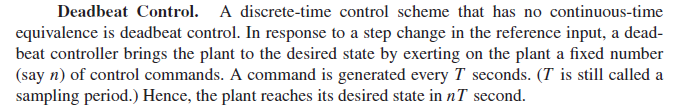 Deadbeat Control. A discrete-time control scheme that has no continuous-time
equivalence is deadbeat control. In response to a step change in the reference input, a dead-
beat controller brings the plant to the desired state by exerting on the plant a fixed number
(say n) of control commands. A command is generated every T seconds. (T is still called a
sampling period.) Hence, the plant reaches its desired state in nT second.